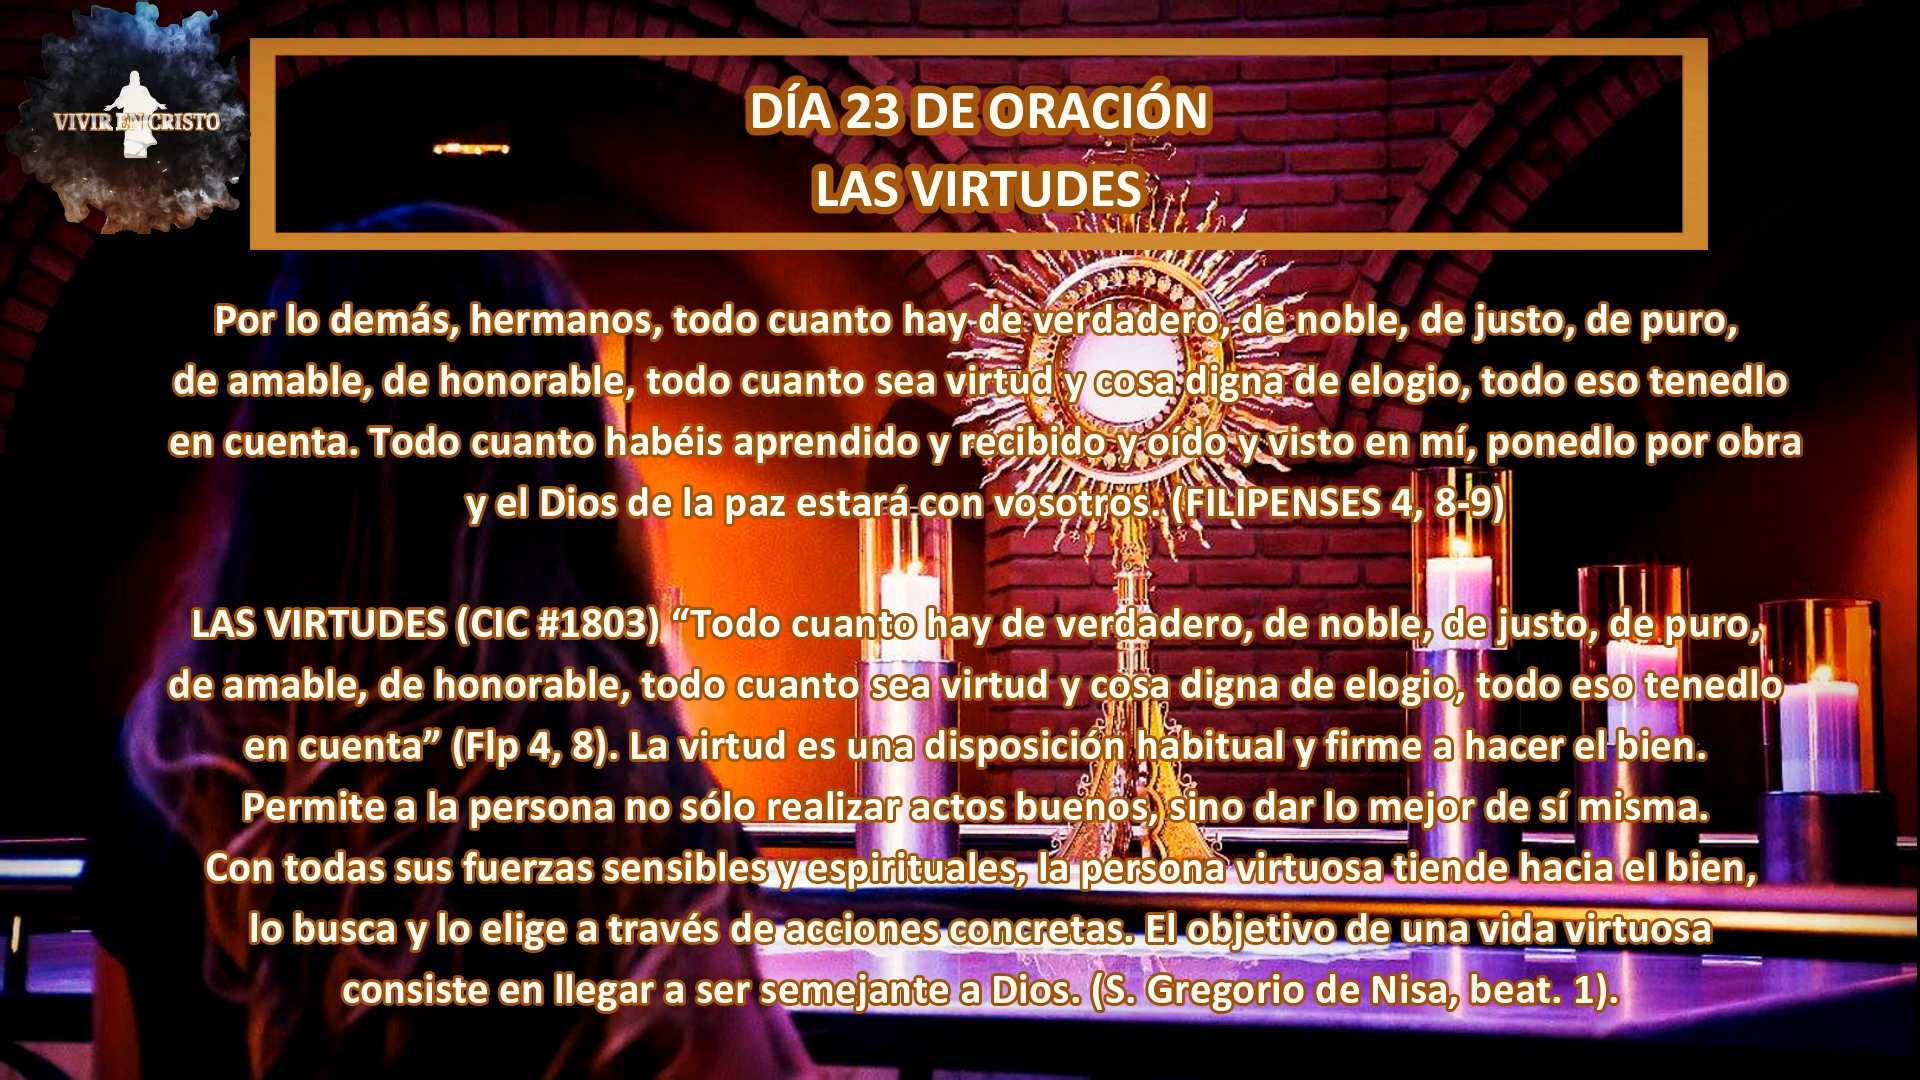 VIVIR EN CRISTO
DÍA 23 DE ORACIÓN
LAS VIRTUDES
Por lo demás, hermanos, todo cuanto hay de verdadero, de noble, de justo, de puro,
de amable, de honorable, todo cuanto sea virtud y cosa digna de elogio, todo eso tenedlo
en cuenta. Todo cuanto habéis aprendido y recibido y oído y visto en mí, ponedlo por obra
y el Dios de la paz estará con vosotros. (FILIPENSES 4, 8-9)
LAS VIRTUDES (CIC #1803) “Todo cuanto hay de verdadero, de noble, de justo, de puro,
de amable, de honorable, todo cuanto sea virtud y cosa digna de elogio, todo eso tenedlo
en cuenta” (Flp 4, 8). La virtud es una disposición habitual y firme a hacer el bien.
Permite a la persona no sólo realizar actos buenos, sino dar lo mejor de sí misma.
Con todas sus fuerzas sensibles y espirituales, la persona virtuosa tiende hacia el bien,
lo busca y lo elige a través de acciones concretas. El objetivo de una vida virtuosa
consiste en llegar a ser semejante a Dios. (S. Gregorio de Nisa, beat. 1).